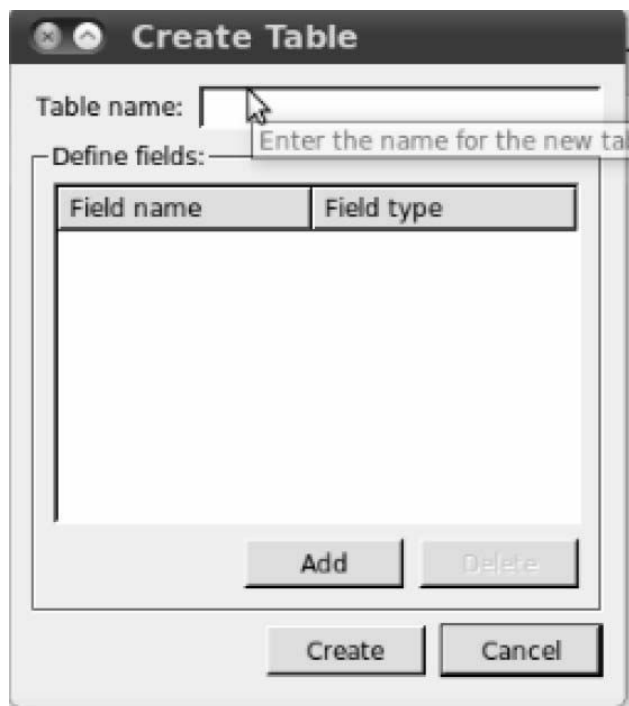 Create Table
Table name:
Enter the name for the new ta
Define fields:
Field name Field type
Add Delete
Create Cancel